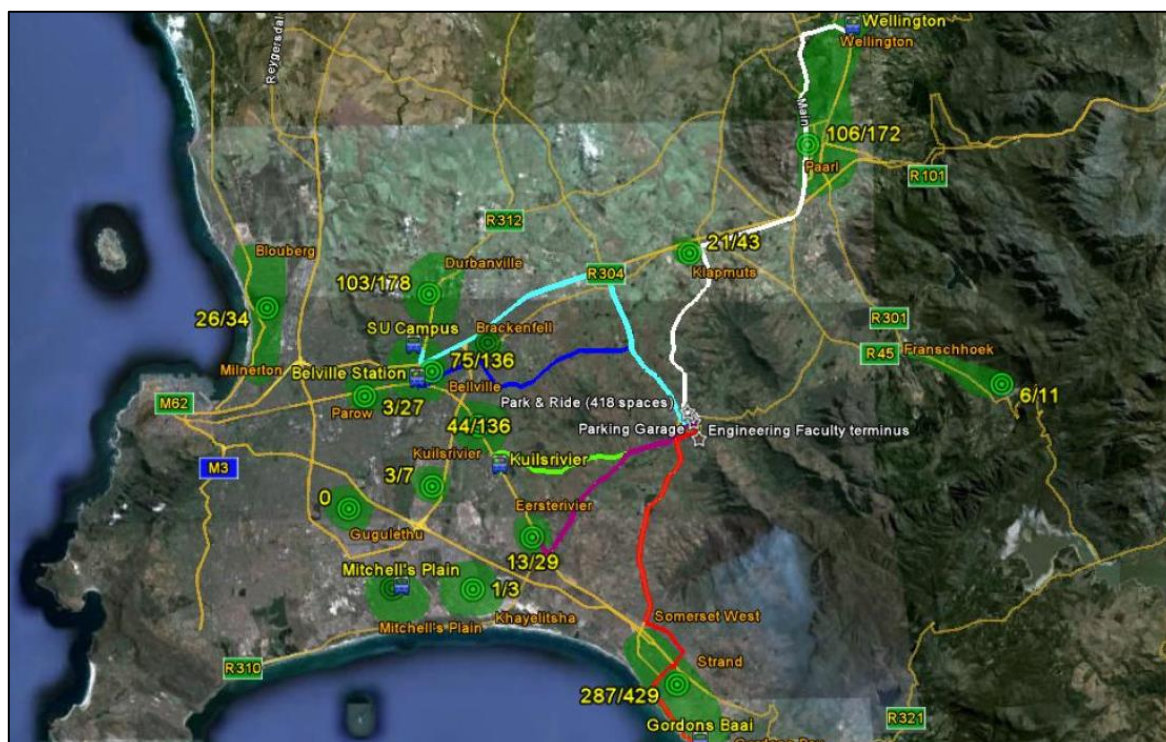 Wellington
Wellington
Reygersdal
Main
106/172
Paarl
R101
R312
Blouberg
21/43
Klapmuts
Durbanville
R304
103/178
26/34
SU Campus
Brackenfell
R301
R45
Franschhoek
Milnerton
Belville Station
75/136
Bellville
6/11
M62
Parow
3/27
Park & Ride (418 spaces)
44/136
Parking Garage
Engineering Faculty terminus
M3
Kuilsrivier
Kuilsrivier
3/7
0
Eersterivier
Gugulethu
13/29
Mitchell's Plain
1/3
Khayelitsha
Somerset West
Mitchell's Plain
R310
Strand
287/429
Gordons Baai
R321